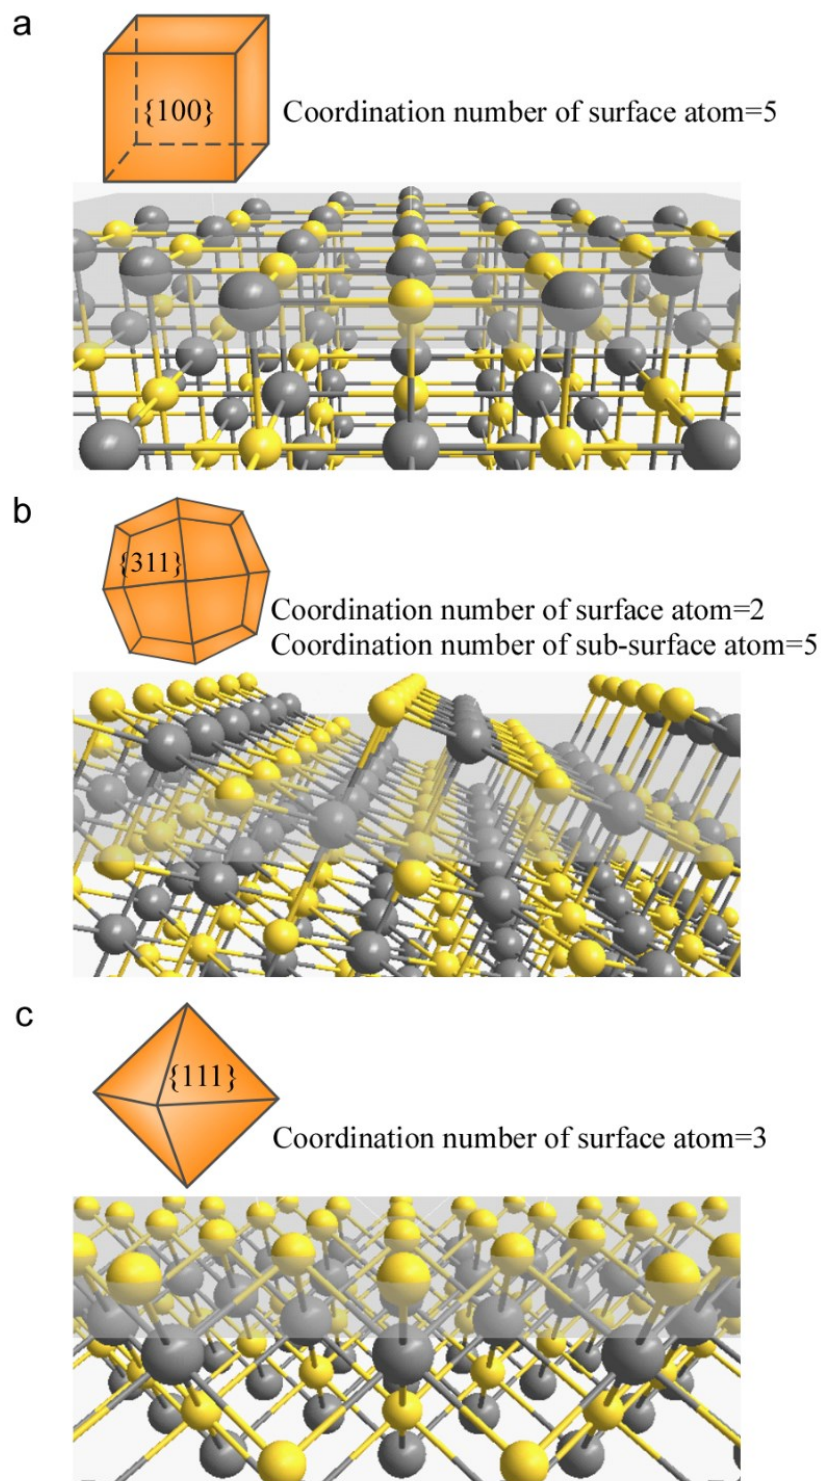 a
{100}
Coordination number of surface atom=5
b
{311}
Coordination number of surface atom=2
Coordination number of sub-surface atom=5
c
{111}
Coordination number of surface atom=3